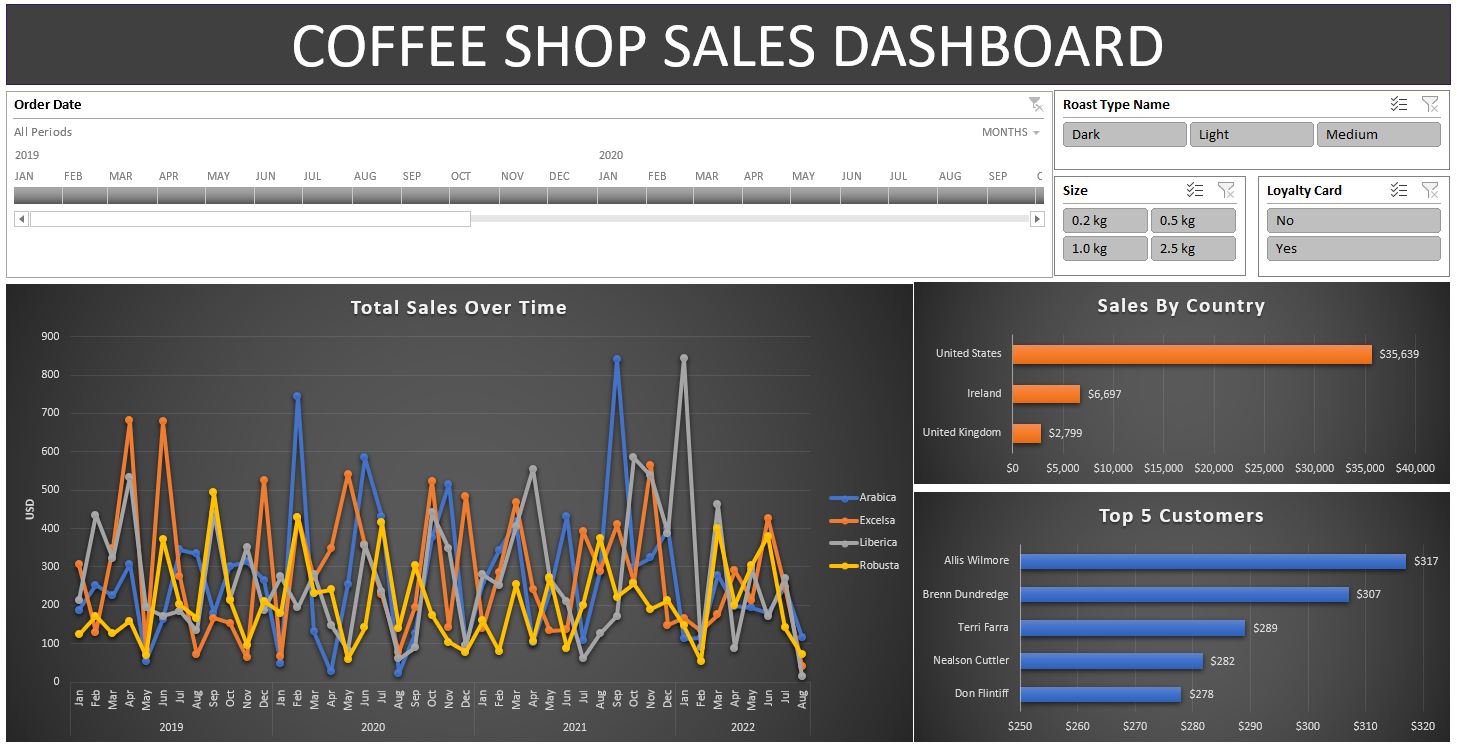 COFFEE SHOP SALES DASHBOARD
Order Date
All Periods
MONTHS
2019 2020
JAN FEB MAR APR MAY JUN JUL AUG SEP OCT NOV DEC JAN FEB MAR APR MAY JUN JUL AUG SEP
Roast Type Name
Dark Light Medium
Size
0.2 kg 0.5 kg
1.0 kg 2.5 kg
Loyalty Card
No
Yes
Total Sales Over Time
USD
900
800
700
600
500
400
300
200
100
0
Jan Feb Mar Apr May Jun Jul Aug Sep Oct Nov Dec Jan Feb Mar Apr May Jun Jul Aug Sep Oct Nov Dec Jan Feb Mar Apr May Jun Jul Aug Sep Oct Nov Dec Jan Feb Mar Apr May Jun Jul Aug
2019 2020 2021 2022
Arabica
Excelsa
Liberica
Robusta
Sales By Country
United States $35,639
Ireland $6,697
United Kingdom $2,799
$0 $5,000 $10,000 $15,000 $20,000 $25,000 $30,000 $35,000 $40,000
Top 5 Customers
Allis Wilmore $317
Brenn Dundredge $307
Terri Farra $289
Nealson Cuttler $282
Don Flintiff $278
$250 $260 $270 $280 $290 $300 $310 $320